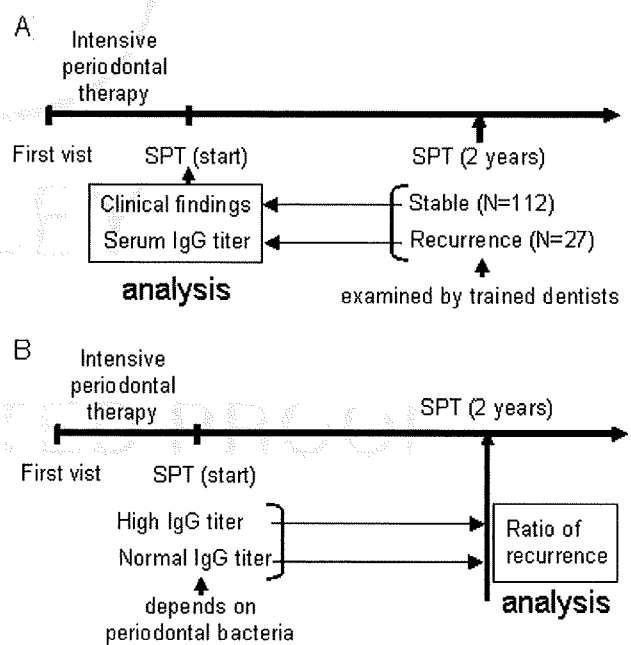 A
Intensive
periodontal
therapy
First vist
SPT (start)
SPT (2 years)
Clinical findings
Serum IgG titer
analysis
Stable (N=112)
Recurrence (N=27)
examined by trained dentists
B
Intensive
periodontal
therapy
SPT (2 years)
First vist
SPT (start)
High IgG titer
Normal IgG titer
depends on
periodontal bacteria
Ratio of
recurrence
analysis
TED PROOF